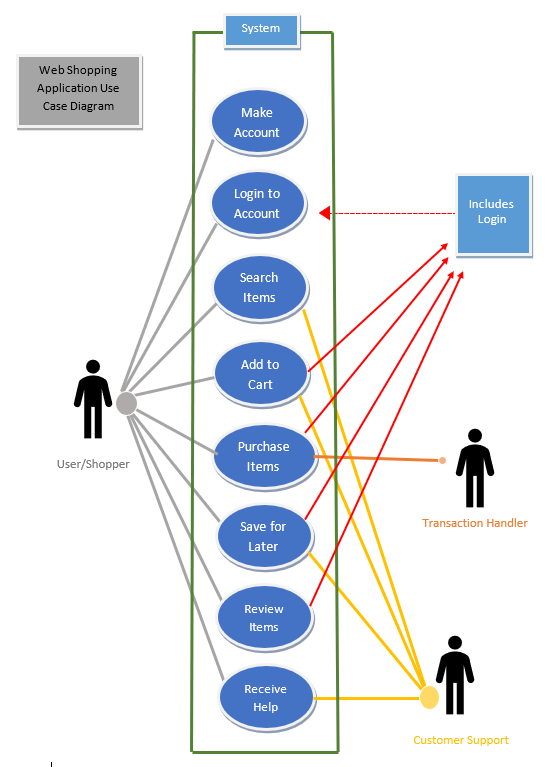 System
Web Shopping
Application Use
Case Diagram
Make
Account
Login to
Account
Includes
Login
Search
Items
Add to
Cart
Purchase
Items
User/Shopper
Transaction Handler
Save for
Later
Review
Items
Receive
Help
Customer Support